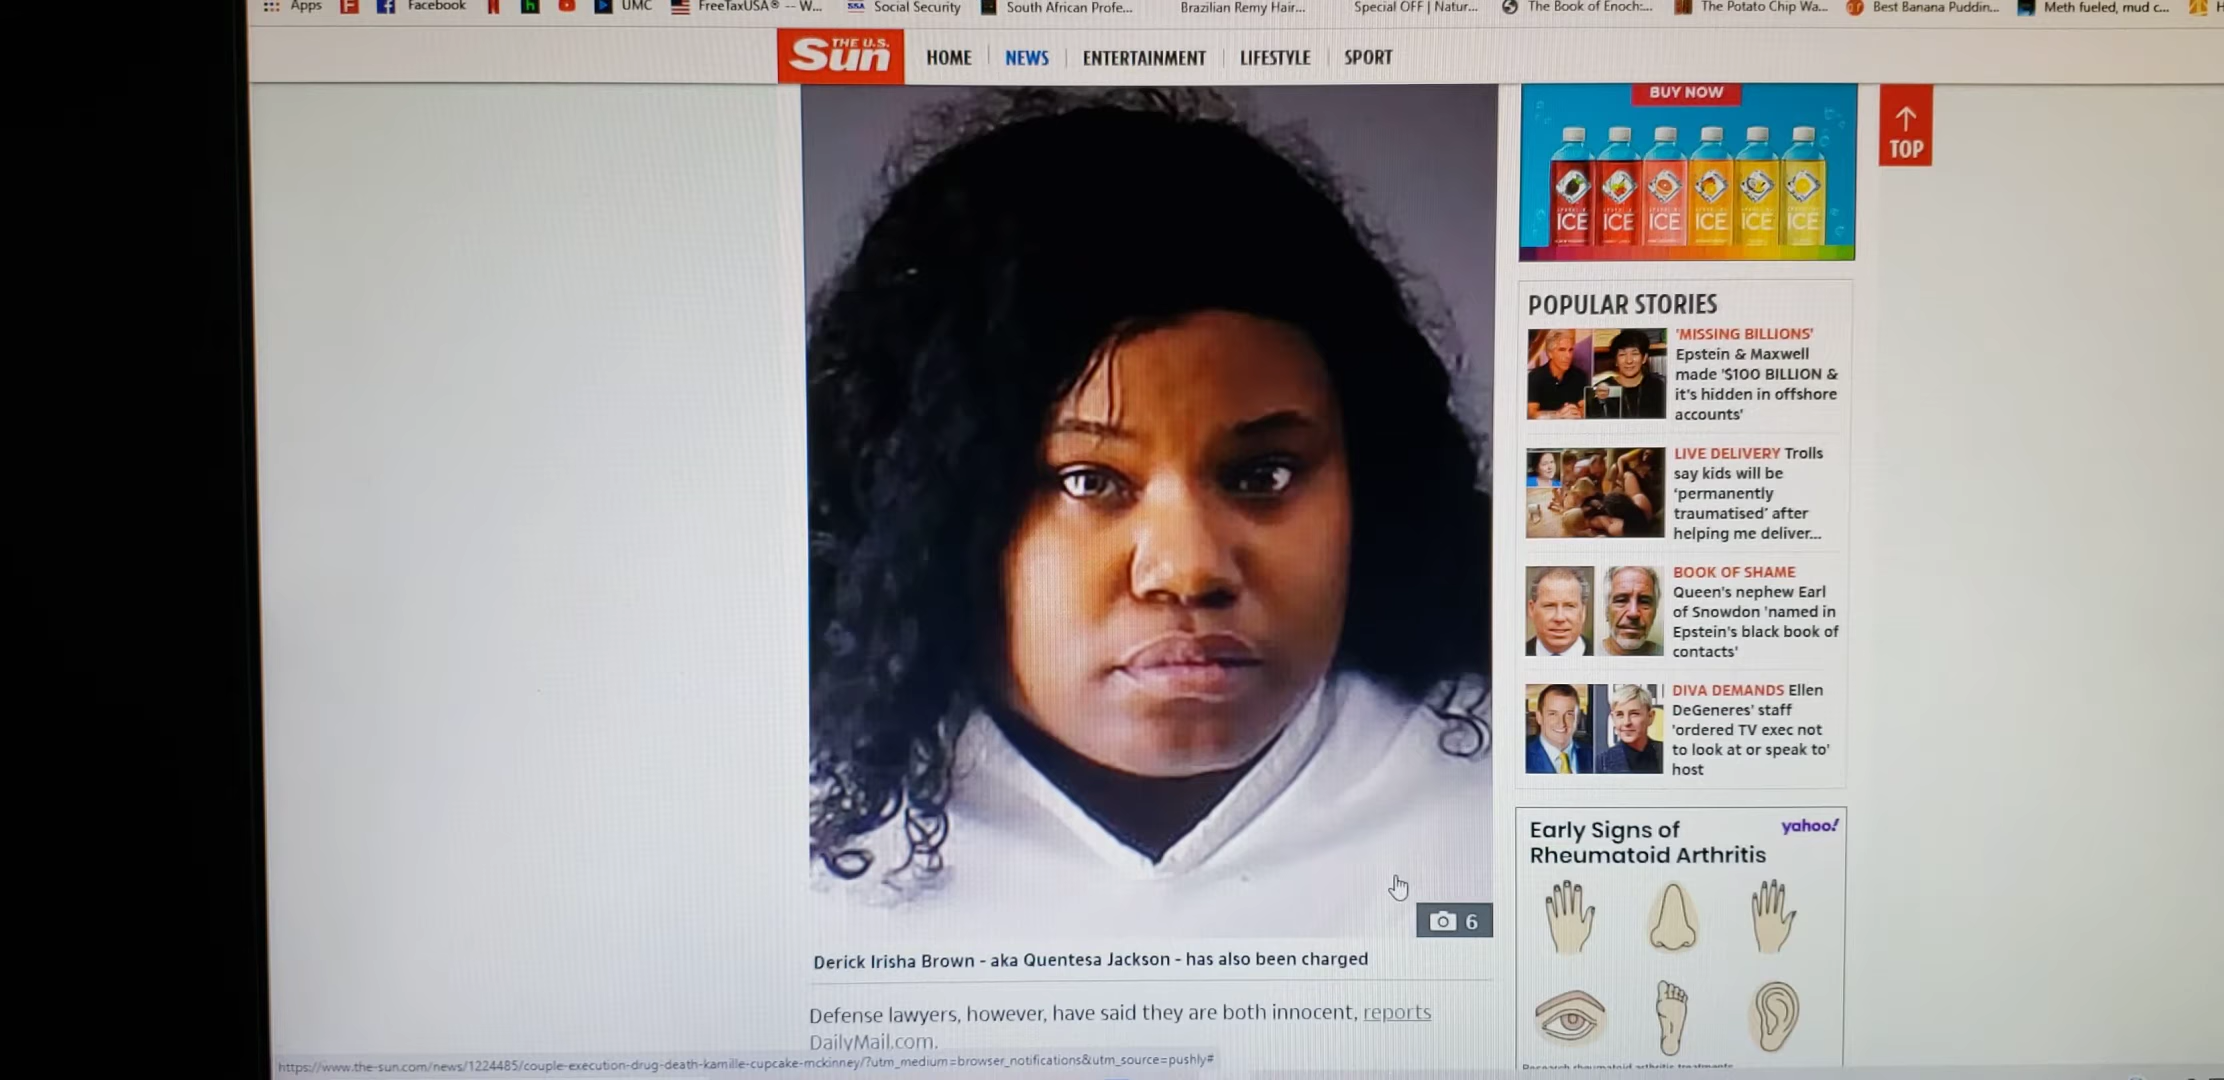 Apps
Facebook
UMC
FreeTaxUSA® -- W...
SSA Social Security
South African Profe...
Brazilian Remy Hair...
Special OFF | Natur...
The Book of Enoch:...
The Potato Chip Wa...
Best Banana Puddin...
Meth fueled, mud c...
THE U.S.
Sun
HOME
NEWS
ENTERTAINMENT
LIFESTYLE
SPORT
BUY NOW
ICE ICE ICE ICE ICE ICE
TOP
POPULAR STORIES
'MISSING BILLIONS'
Epstein & Maxwell
made '$100 BILLION &
it's hidden in offshore
accounts'
LIVE DELIVERY Trolls
say kids will be
'permanently
traumatised' after
helping me deliver...
BOOK OF SHAME
Queen's nephew Earl
of Snowdon 'named in
Epstein's black book of
contacts'
DIVA DEMANDS Ellen
DeGeneres' staff
'ordered TV exec not
to look at or speak to'
host
6
Derick Irisha Brown - aka Quentesa Jackson - has also been charged
Defense lawyers, however, have said they are both innocent, reports
DailyMail.com.
Early Signs of
Rheumatoid Arthritis
yahoo!
https://www.the-sun.com/news/1224485/couple-execution-drug-death-kamille-cupcake-mckinney/?utm_medium=browser_notifications&utm_source=pushly#